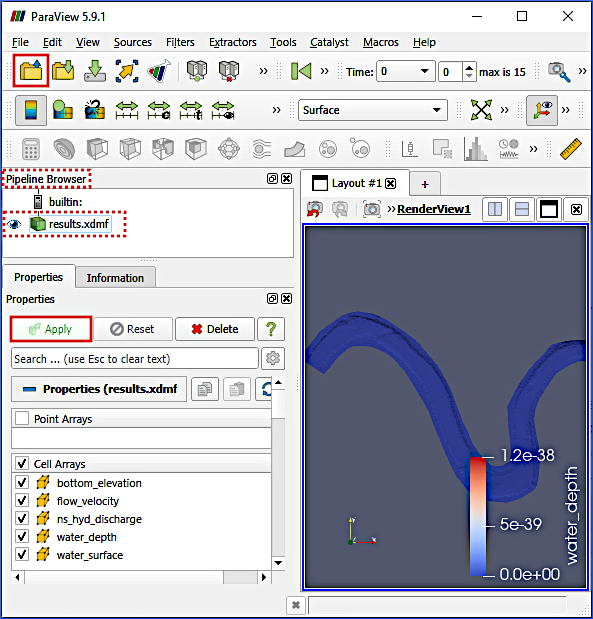 ParaView 5.9.1
File Edit View Sources Filters Extractors Tools Catalyst Macros Help
Time: 0 0 max is 15
Surface
Pipeline Browser
builtin:
results.xdmf
Properties Information
Properties
Apply Reset Delete ?
Search ... (use Esc to clear text)
Properties (results.xdmf
Point Arrays
Cell Arrays
bottom_elevation
flow_velocity
ns_hyd_discharge
water_depth
water_surface
Layout #1 +
RenderView1
1.2e-38
5e-39
0.0e+00
water_depth